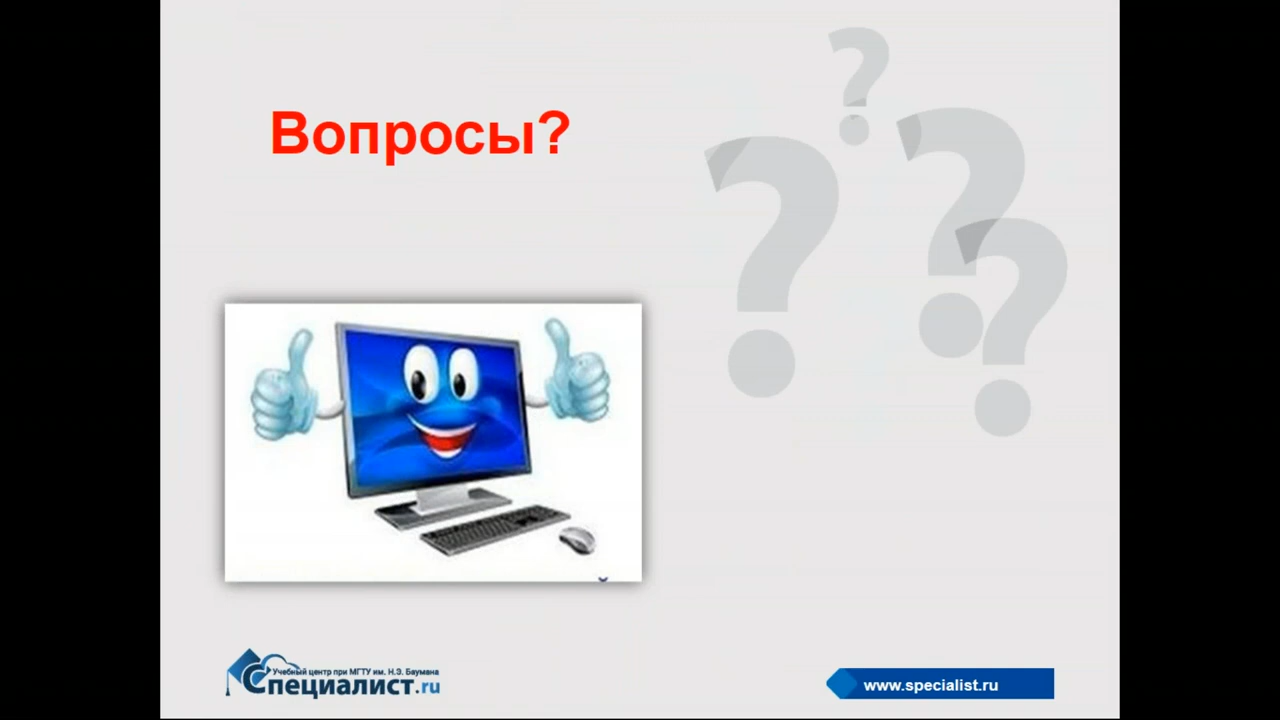 Вопросы?
Учебный центр при МГТУ им. Н.Э. Баумана
Специалист.ru
www.specialist.ru